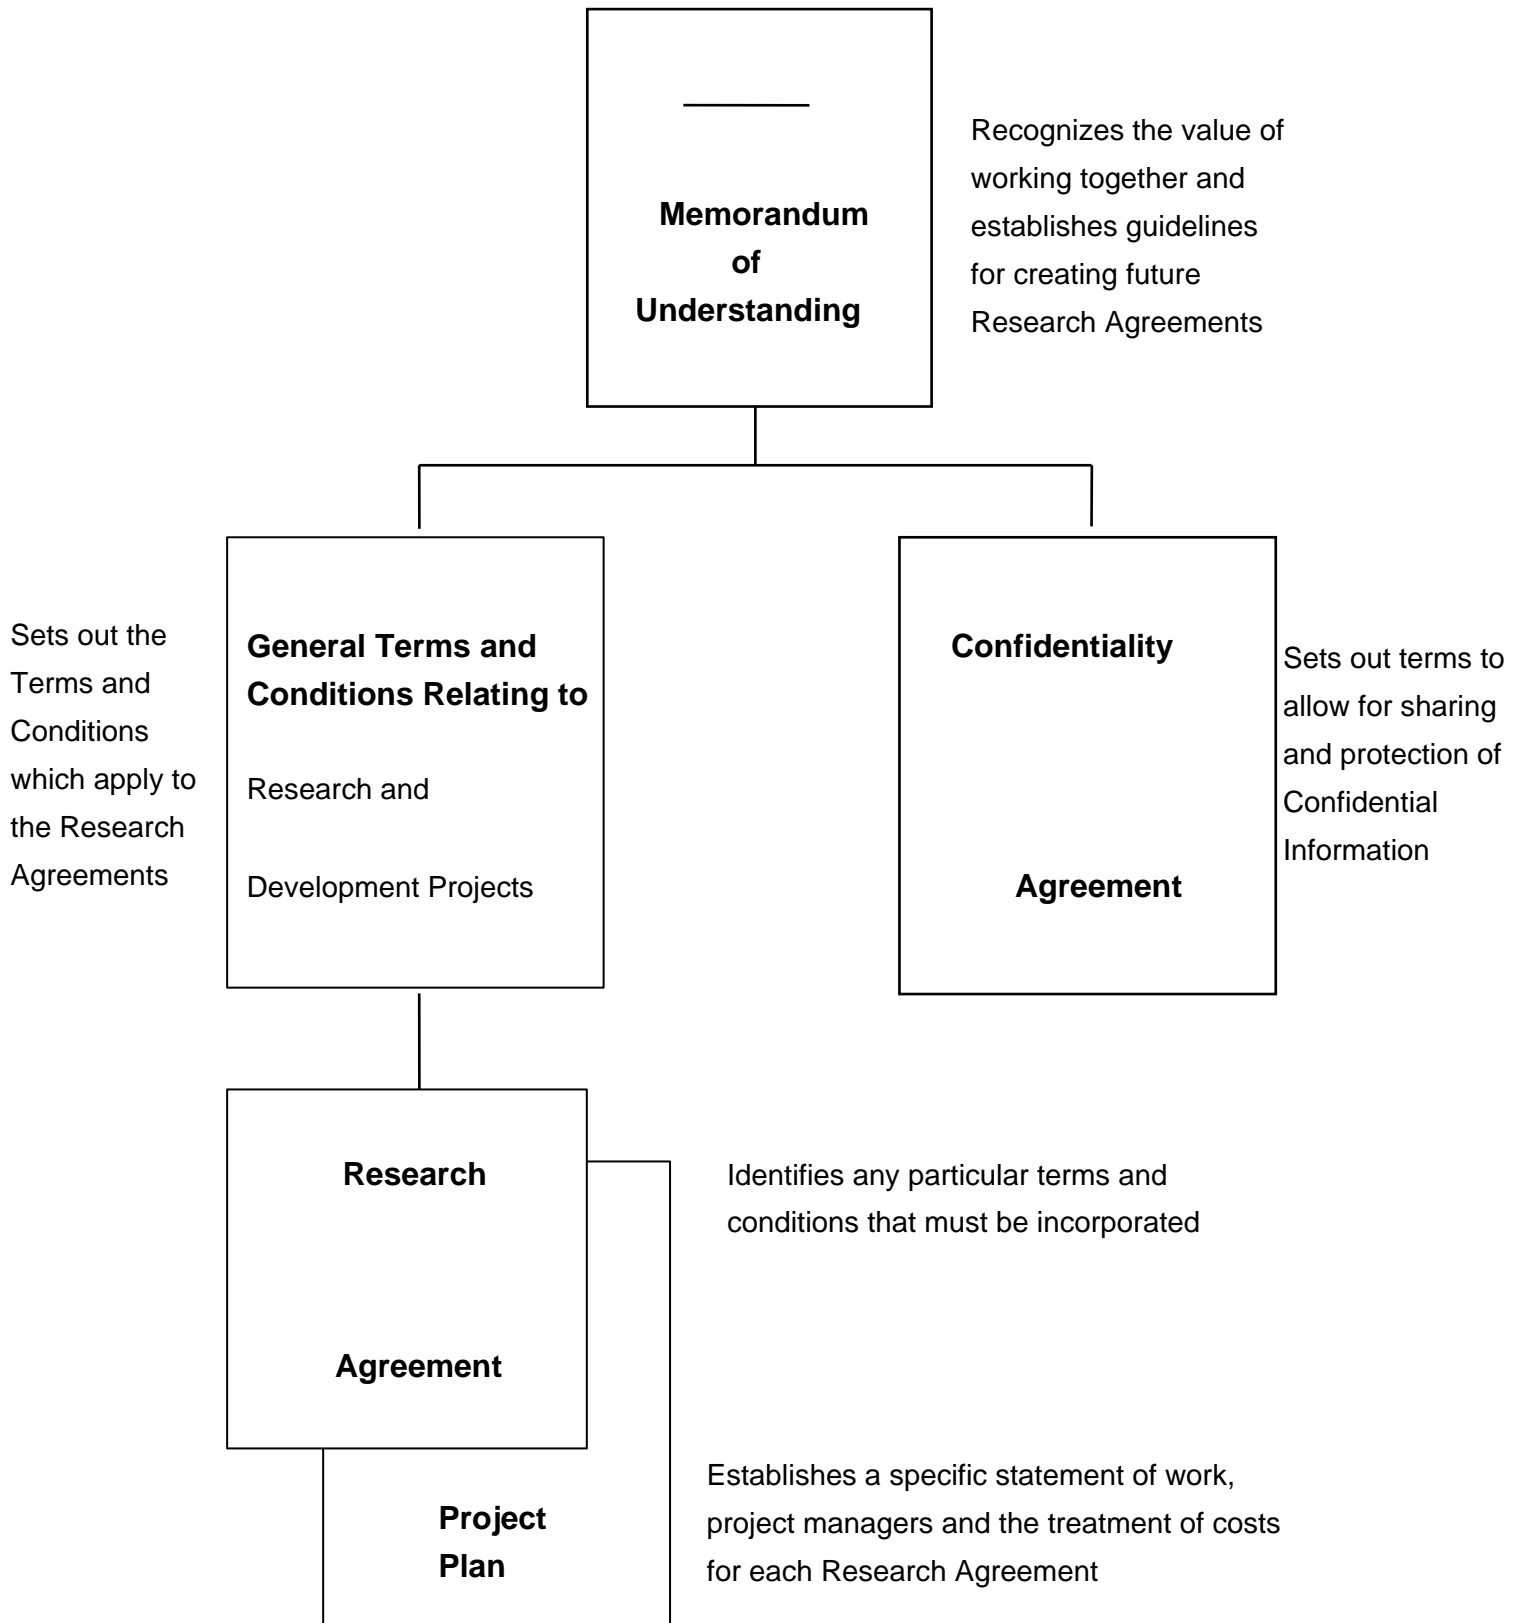 Memorandum
of
Understanding
Recognizes the value of
working together and
establishes guidelines
for creating future
Research Agreements
Sets out the
Terms and
Conditions
which apply to
the Research
Agreements
General Terms and
Conditions Relating to
Research and
Development Projects
Confidentiality
Agreement
Sets out terms to
allow for sharing
and protection of
Confidential
Information
Research
Agreement
Identifies any particular terms and
conditions that must be incorporated
Project
Plan
Establishes a specific statement of work,
project managers and the treatment of costs
for each Research Agreement